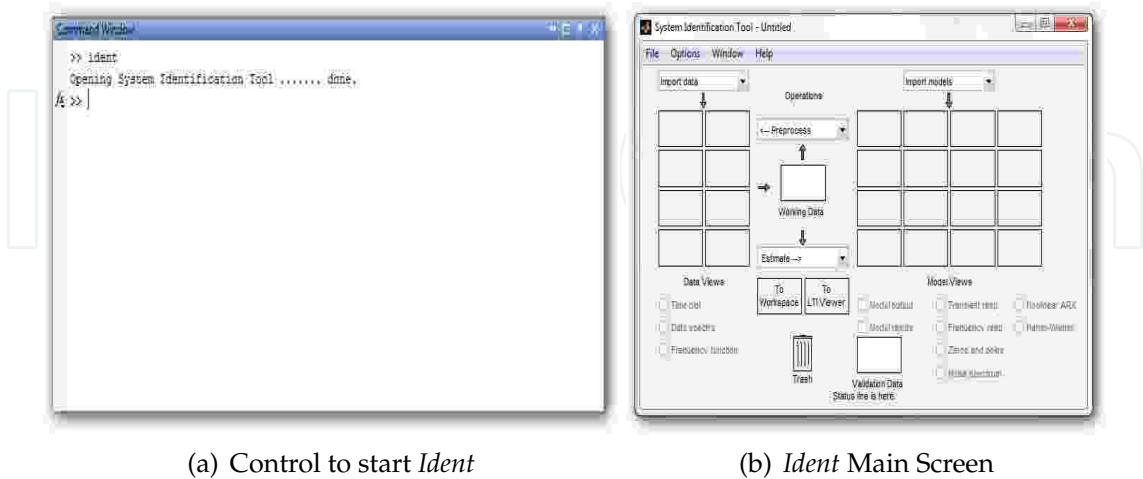 Command Window
>> ident
Opening System Identification Tool ....... done.
fx >>
System Identification Tool - Untitled
File Options Window Help
Import data
Import models
Operations
<-- Preprocess
Working Data
Estimate -->
Data Views
To Workspace
To LTI Viewer
Model Views
Time plot
Data spectra
Frequency function
Model output
Model resids
Transient resp
Frequency resp
Zeros and poles
Noise spectrum
Nonlinear ARX
Hamm-Wiener
Trash
Validation Data
Status line is here.
(a) Control to start Ident
(b) Ident Main Screen